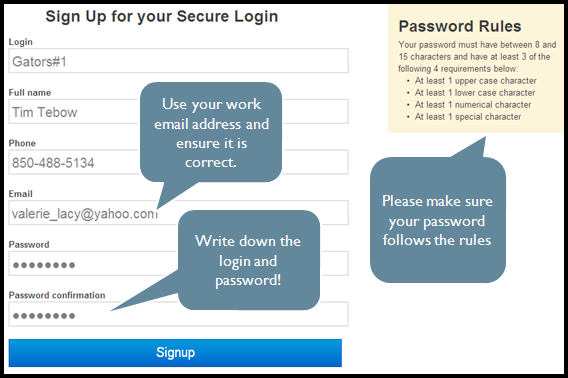 Sign Up for your Secure Login
Login
Gators#1
Full name
Tim Tebow
Phone
850-488-5134
Email
valerie_lacy@yahoo.com
Password
●●●●●●●●
Password confirmation
●●●●●●●●
Signup
Use your work
email address and
ensure it is
correct.
Write down the
login and
password!
Password Rules
Your password must have between 8 and
15 characters and have at least 3 of the
following 4 requirements below:
• At least 1 upper case character
• At least 1 lower case character
• At least 1 numerical character
• At least 1 special character
Please make sure
your password
follows the rules